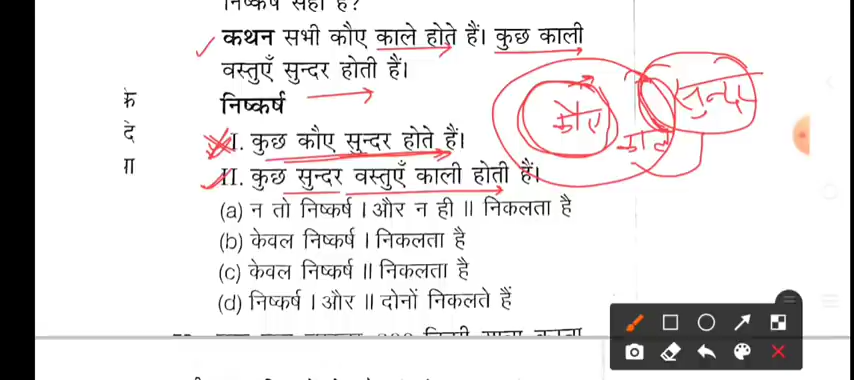 निष्कर्ष सही है?
कथन सभी कौए काले होते हैं। कुछ काली
वस्तुएँ सुन्दर होती हैं।
निष्कर्ष
I. कुछ कौए सुन्दर होते हैं।
II. कुछ सुन्दर वस्तुएँ काली होती हैं।
(a) न तो निष्कर्ष I और न ही II निकलता है
(b) केवल निष्कर्ष I निकलता है
(c) केवल निष्कर्ष II निकलता है
(d) निष्कर्ष I और II दोनों निकलते हैं
के
दे
ा
कौए
काले
सुन्दर